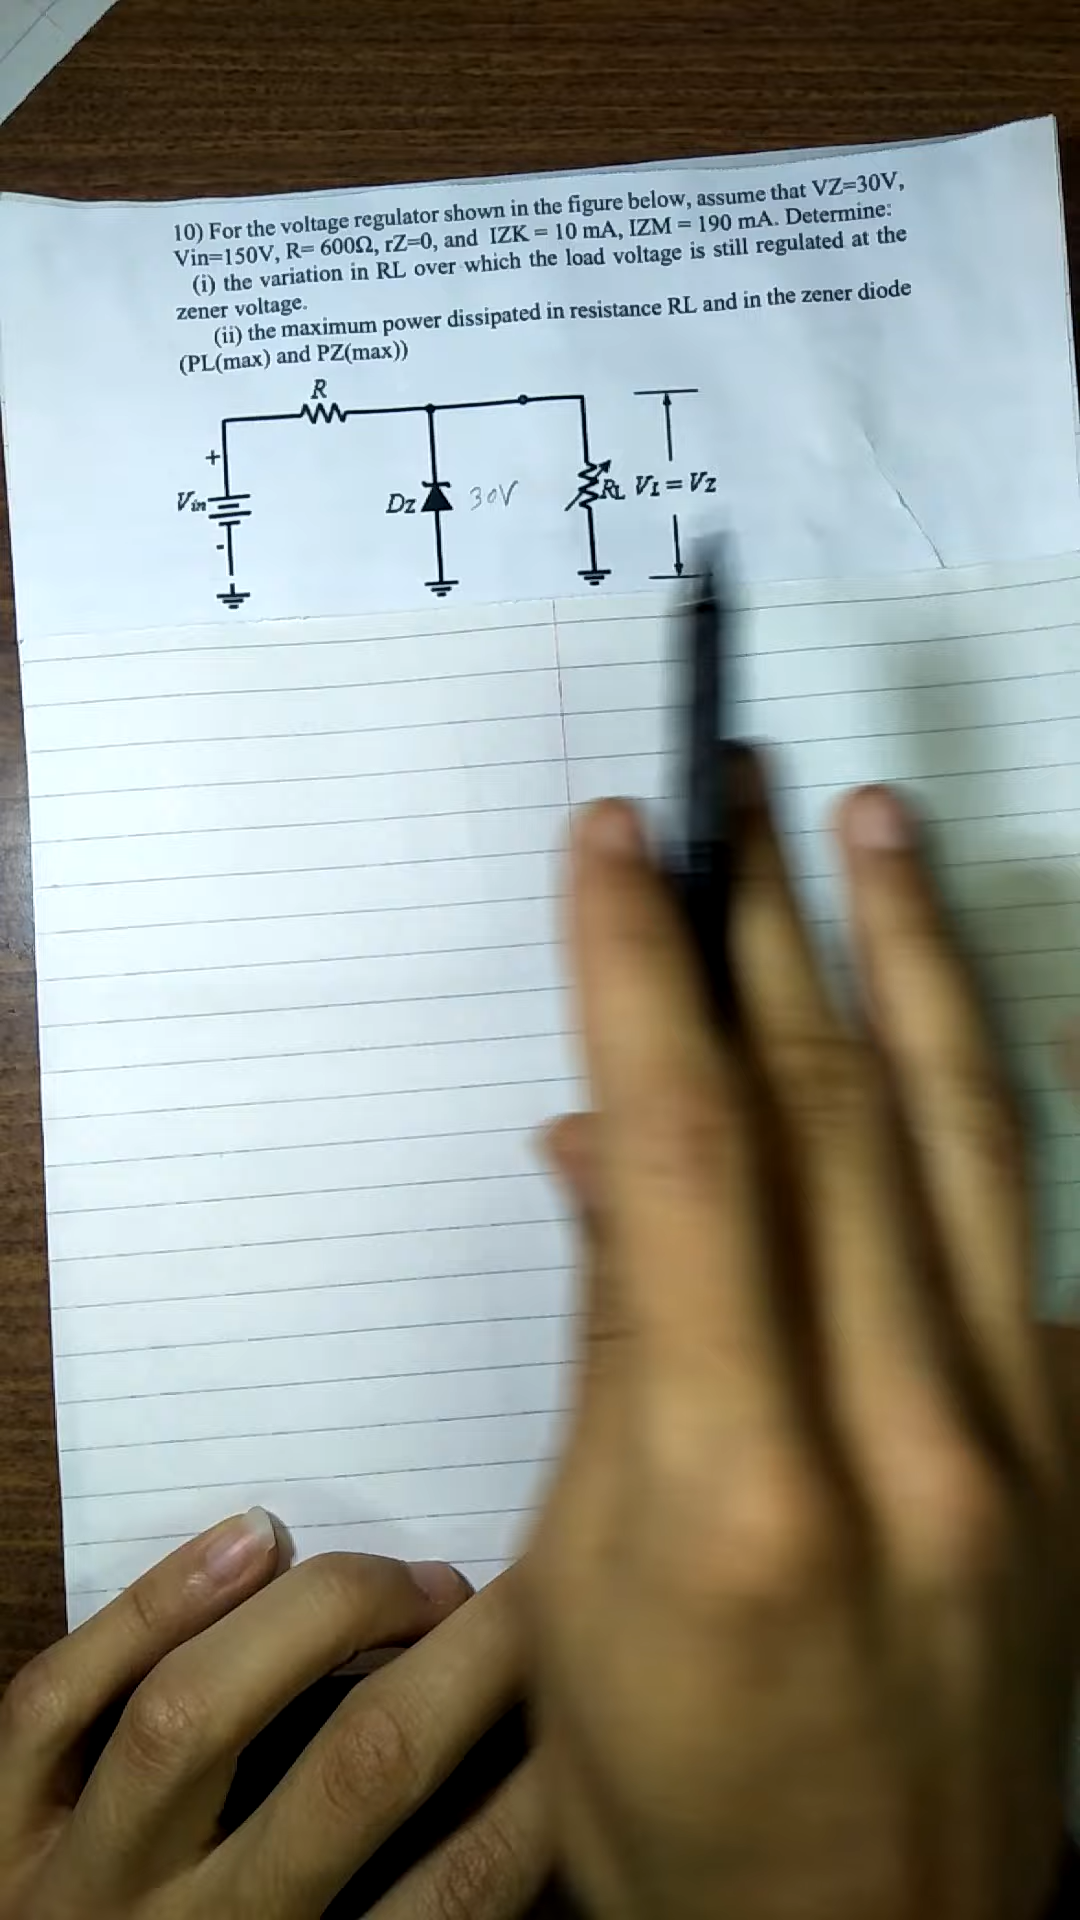 10) For the voltage regulator shown in the figure below, assume that VZ=30V,
Vin=150V, R= 600Ω, rZ=0, and IZK = 10 mA, IZM = 190 mA. Determine:
(i) the variation in RL over which the load voltage is still regulated at the
zener voltage.
(ii) the maximum power dissipated in resistance RL and in the zener diode
(PL(max) and PZ(max))
R
+
Vin
-
Dz
30V
RL
VL = VZ